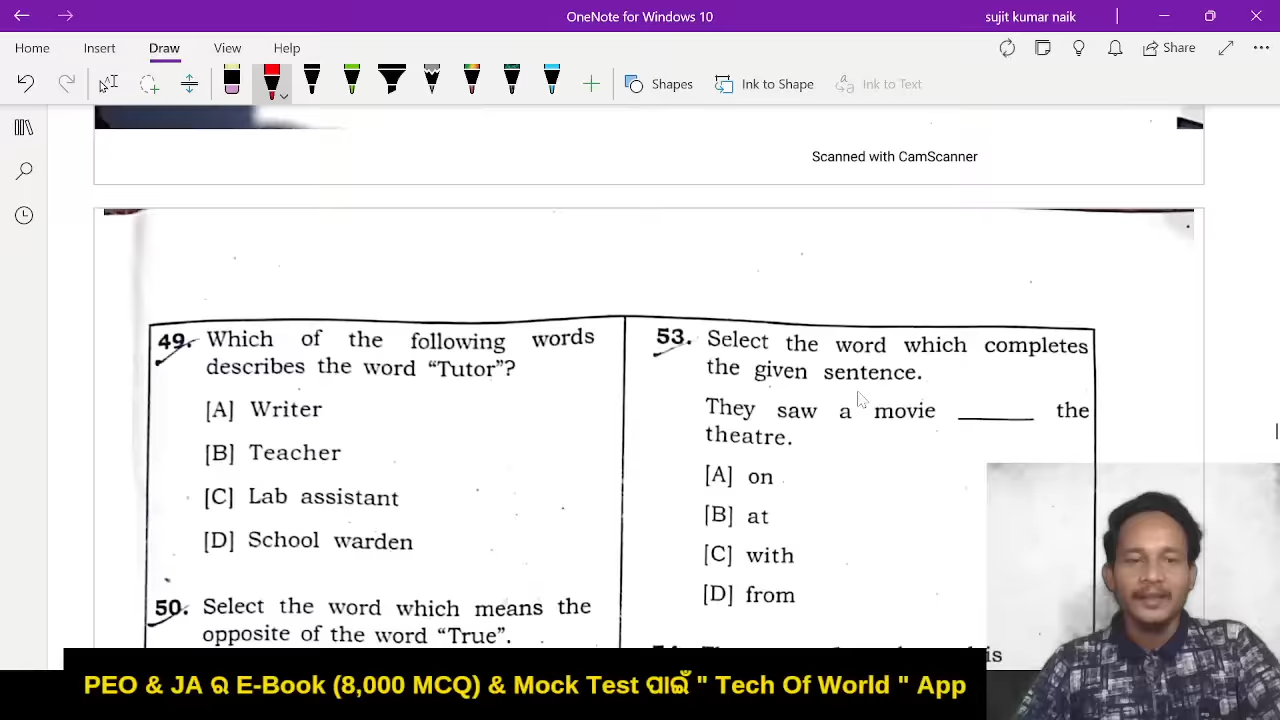 OneNote for Windows 10
sujit kumar naik
Home Insert Draw View Help
Share
Shapes
Ink to Shape
Ink to Text
Scanned with CamScanner
49. Which of the following words
describes the word “Tutor”?
[A] Writer
[B] Teacher
[C] Lab assistant
[D] School warden
50. Select the word which means the
opposite of the word “True”.
53. Select the word which completes
the given sentence.
They saw a movie ______ the
theatre.
[A] on
[B] at
[C] with
[D] from
is
PEO & JA ର E-Book (8,000 MCQ) & Mock Test ପାଇଁ " Tech Of World " App